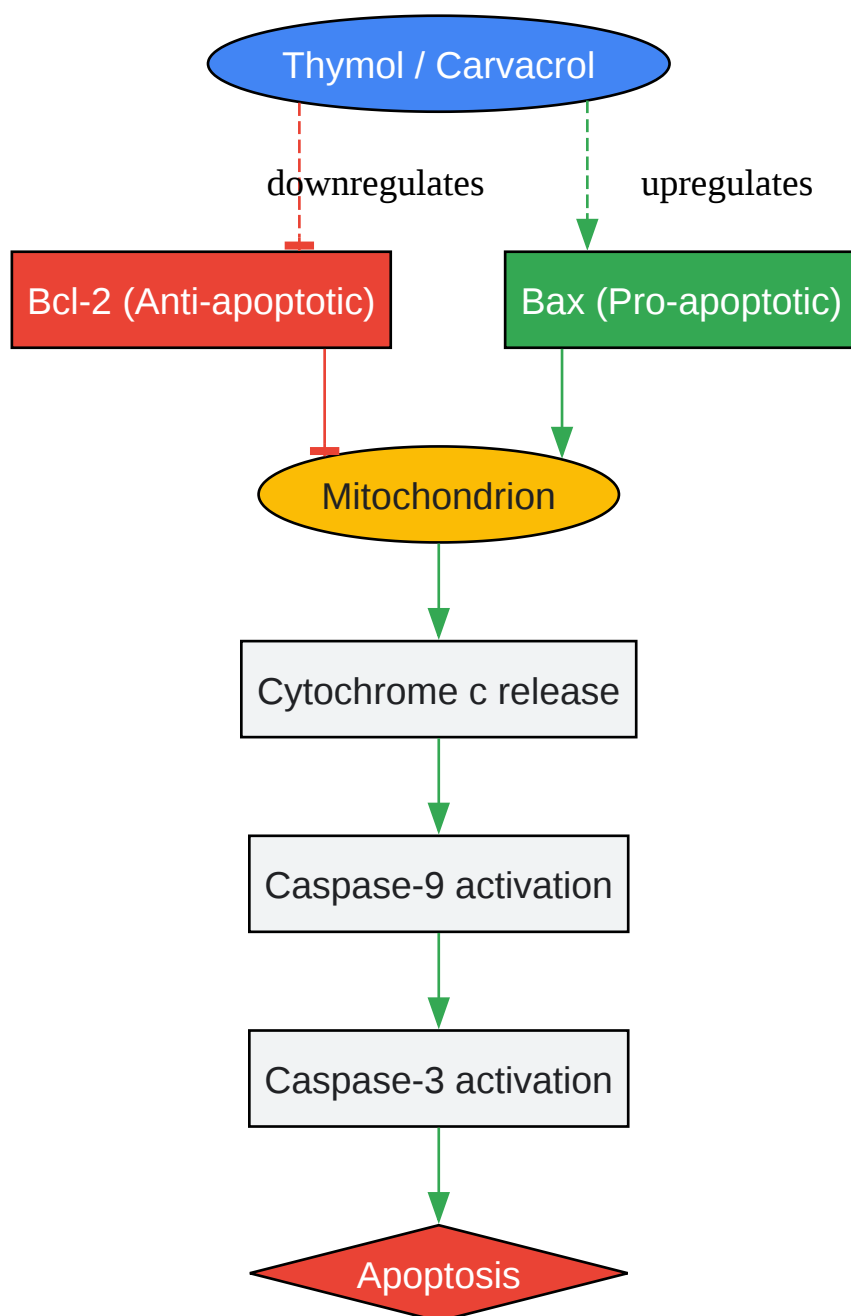 Thymol / Carvacrol
downregulates
upregulates
Bcl-2 (Anti-apoptotic)
Bax (Pro-apoptotic)
Mitochondrion
Cytochrome c release
Caspase-9 activation
Caspase-3 activation
Apoptosis